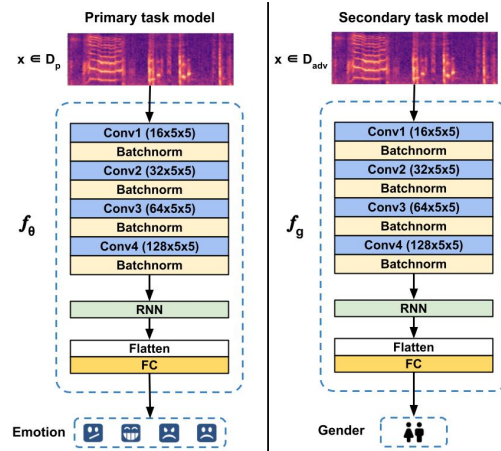 Primary task model
x ∈ Dp
Conv1 (16x5x5)
Batchnorm
Conv2 (32x5x5)
Batchnorm
Conv3 (64x5x5)
Batchnorm
Conv4 (128x5x5)
Batchnorm
fθ
RNN
Flatten
FC
Emotion
Secondary task model
x ∈ Dadv
Conv1 (16x5x5)
Batchnorm
Conv2 (32x5x5)
Batchnorm
Conv3 (64x5x5)
Batchnorm
Conv4 (128x5x5)
Batchnorm
fg
RNN
Flatten
FC
Gender